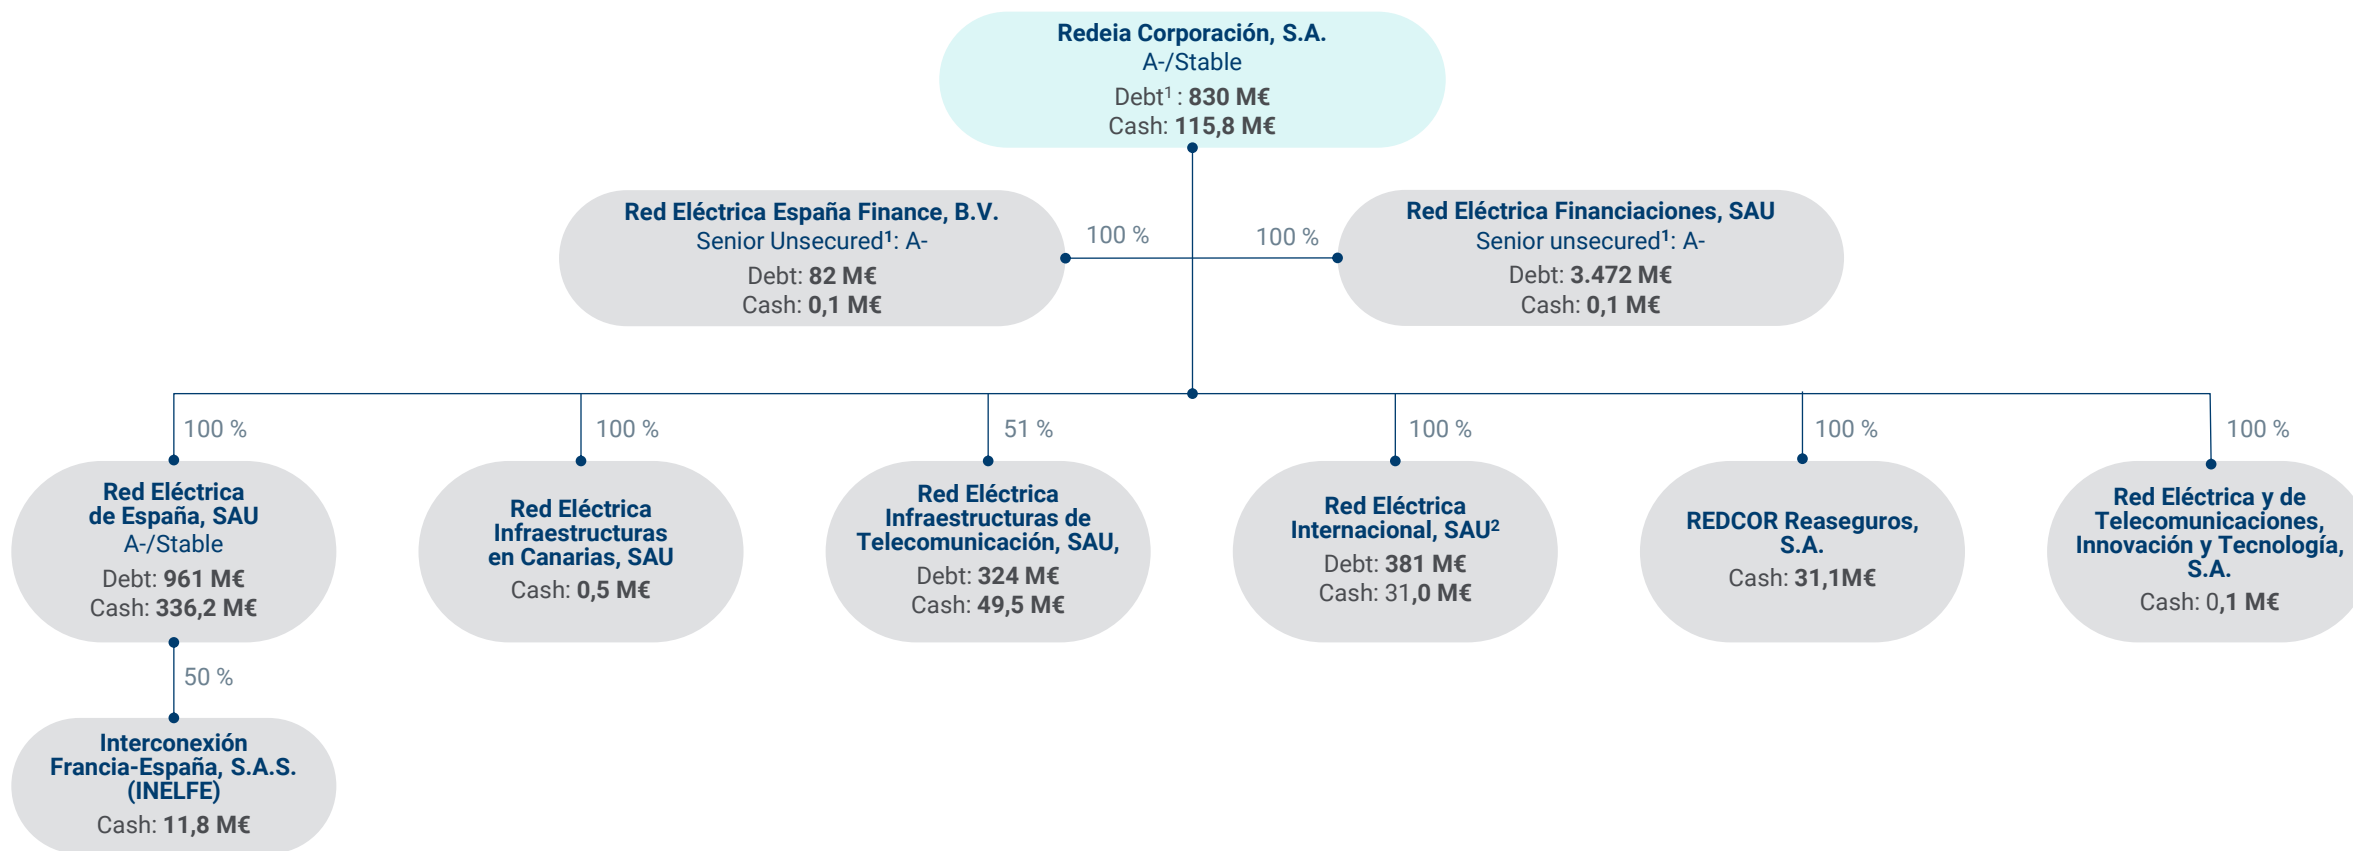 Redeia Corporación, S.A.
A-/Stable
Debt¹ : 830 M€
Cash: 115,8 M€
Red Eléctrica España Finance, B.V.
Senior Unsecured¹: A-
Debt: 82 M€
Cash: 0,1 M€
100 %
100 %
Red Eléctrica Financiaciones, SAU
Senior unsecured¹: A-
Debt: 3.472 M€
Cash: 0,1 M€
100 %
100 %
51 %
100 %
100 %
100 %
Red Eléctrica
de España, SAU
A-/Stable
Debt: 961 M€
Cash: 336,2 M€
Red Eléctrica
Infraestructuras
en Canarias, SAU
Cash: 0,5 M€
Red Eléctrica
Infraestructuras de
Telecomunicación, SAU,
Debt: 324 M€
Cash: 49,5 M€
Red Eléctrica
Internacional, SAU²
Debt: 381 M€
Cash: 31,0 M€
REDCOR Reaseguros,
S.A.
Cash: 31,1M€
Red Eléctrica y de
Telecomunicaciones,
Innovación y Tecnología,
S.A.
Cash: 0,1 M€
50 %
Interconexión
Francia-España, S.A.S.
(INELFE)
Cash: 11,8 M€